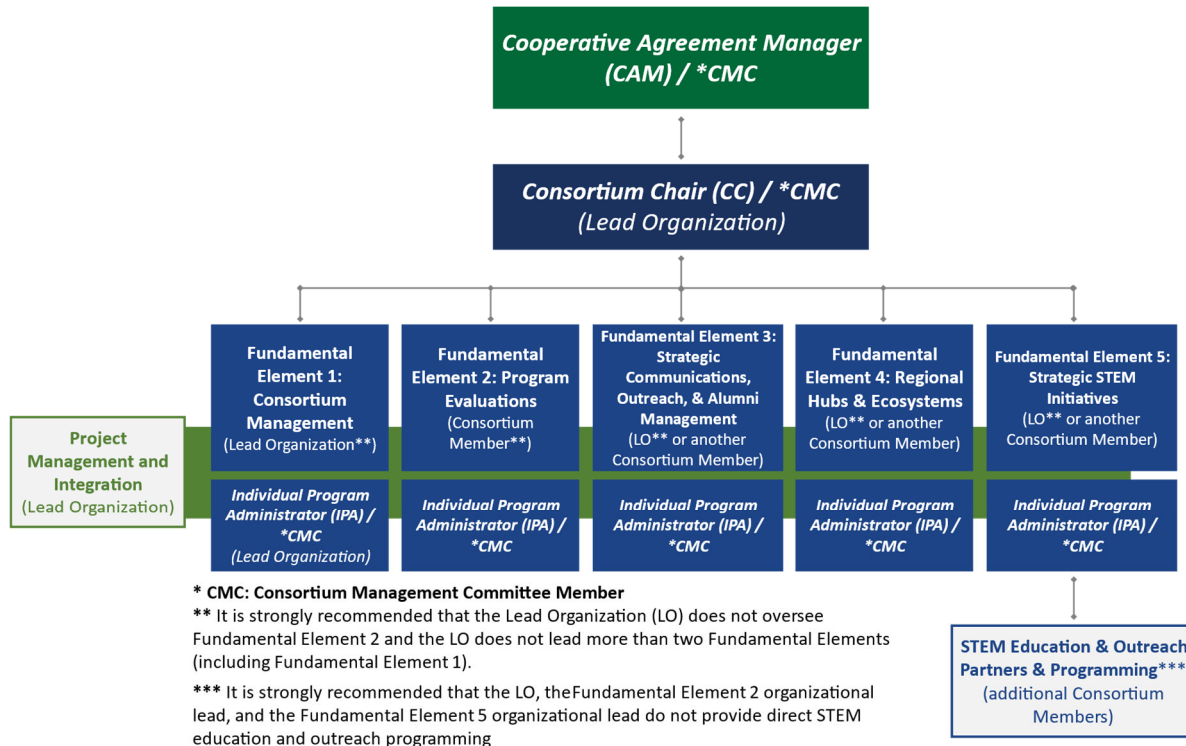 Cooperative Agreement Manager
(CAM) / *CMC
Consortium Chair (CC) / *CMC
(Lead Organization)
Fundamental
Element 1:
Consortium
Management
(Lead Organization**)
Fundamental
Element 2: Program
Evaluations
(Consortium
Member**)
Fundamental Element 3:
Strategic
Communications,
Outreach, & Alumni
Management
(LO** or another
Consortium Member)
Fundamental
Element 4: Regional
Hubs & Ecosystems
(LO** or another
Consortium Member)
Fundamental Element 5:
Strategic STEM
Initiatives
(LO** or another
Consortium Member)
Project
Management and
Integration
(Lead Organization)
Individual Program
Administrator (IPA) /
*CMC
(Lead Organization)
Individual Program
Administrator (IPA) /
*CMC
Individual Program
Administrator (IPA) /
*CMC
Individual Program
Administrator (IPA) /
*CMC
Individual Program
Administrator (IPA) /
*CMC
* CMC: Consortium Management Committee Member
** It is strongly recommended that the Lead Organization (LO) does not oversee
Fundamental Element 2 and the LO does not lead more than two Fundamental Elements
(including Fundamental Element 1).
*** It is strongly recommended that the LO, theFundamental Element 2 organizational
lead, and the Fundamental Element 5 organizational lead do not provide direct STEM
education and outreach programming
STEM Education & Outreach
Partners & Programming***
(additional Consortium
Members)